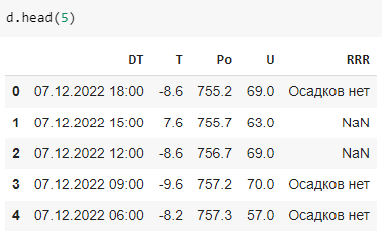 d.head(5)
DT T Po U RRR
0 07.12.2022 18:00 -8.6 755.2 69.0 Осадков нет
1 07.12.2022 15:00 7.6 755.7 63.0 NaN
2 07.12.2022 12:00 -8.6 756.7 69.0 NaN
3 07.12.2022 09:00 -9.6 757.2 70.0 Осадков нет
4 07.12.2022 06:00 -8.2 757.3 57.0 Осадков нет